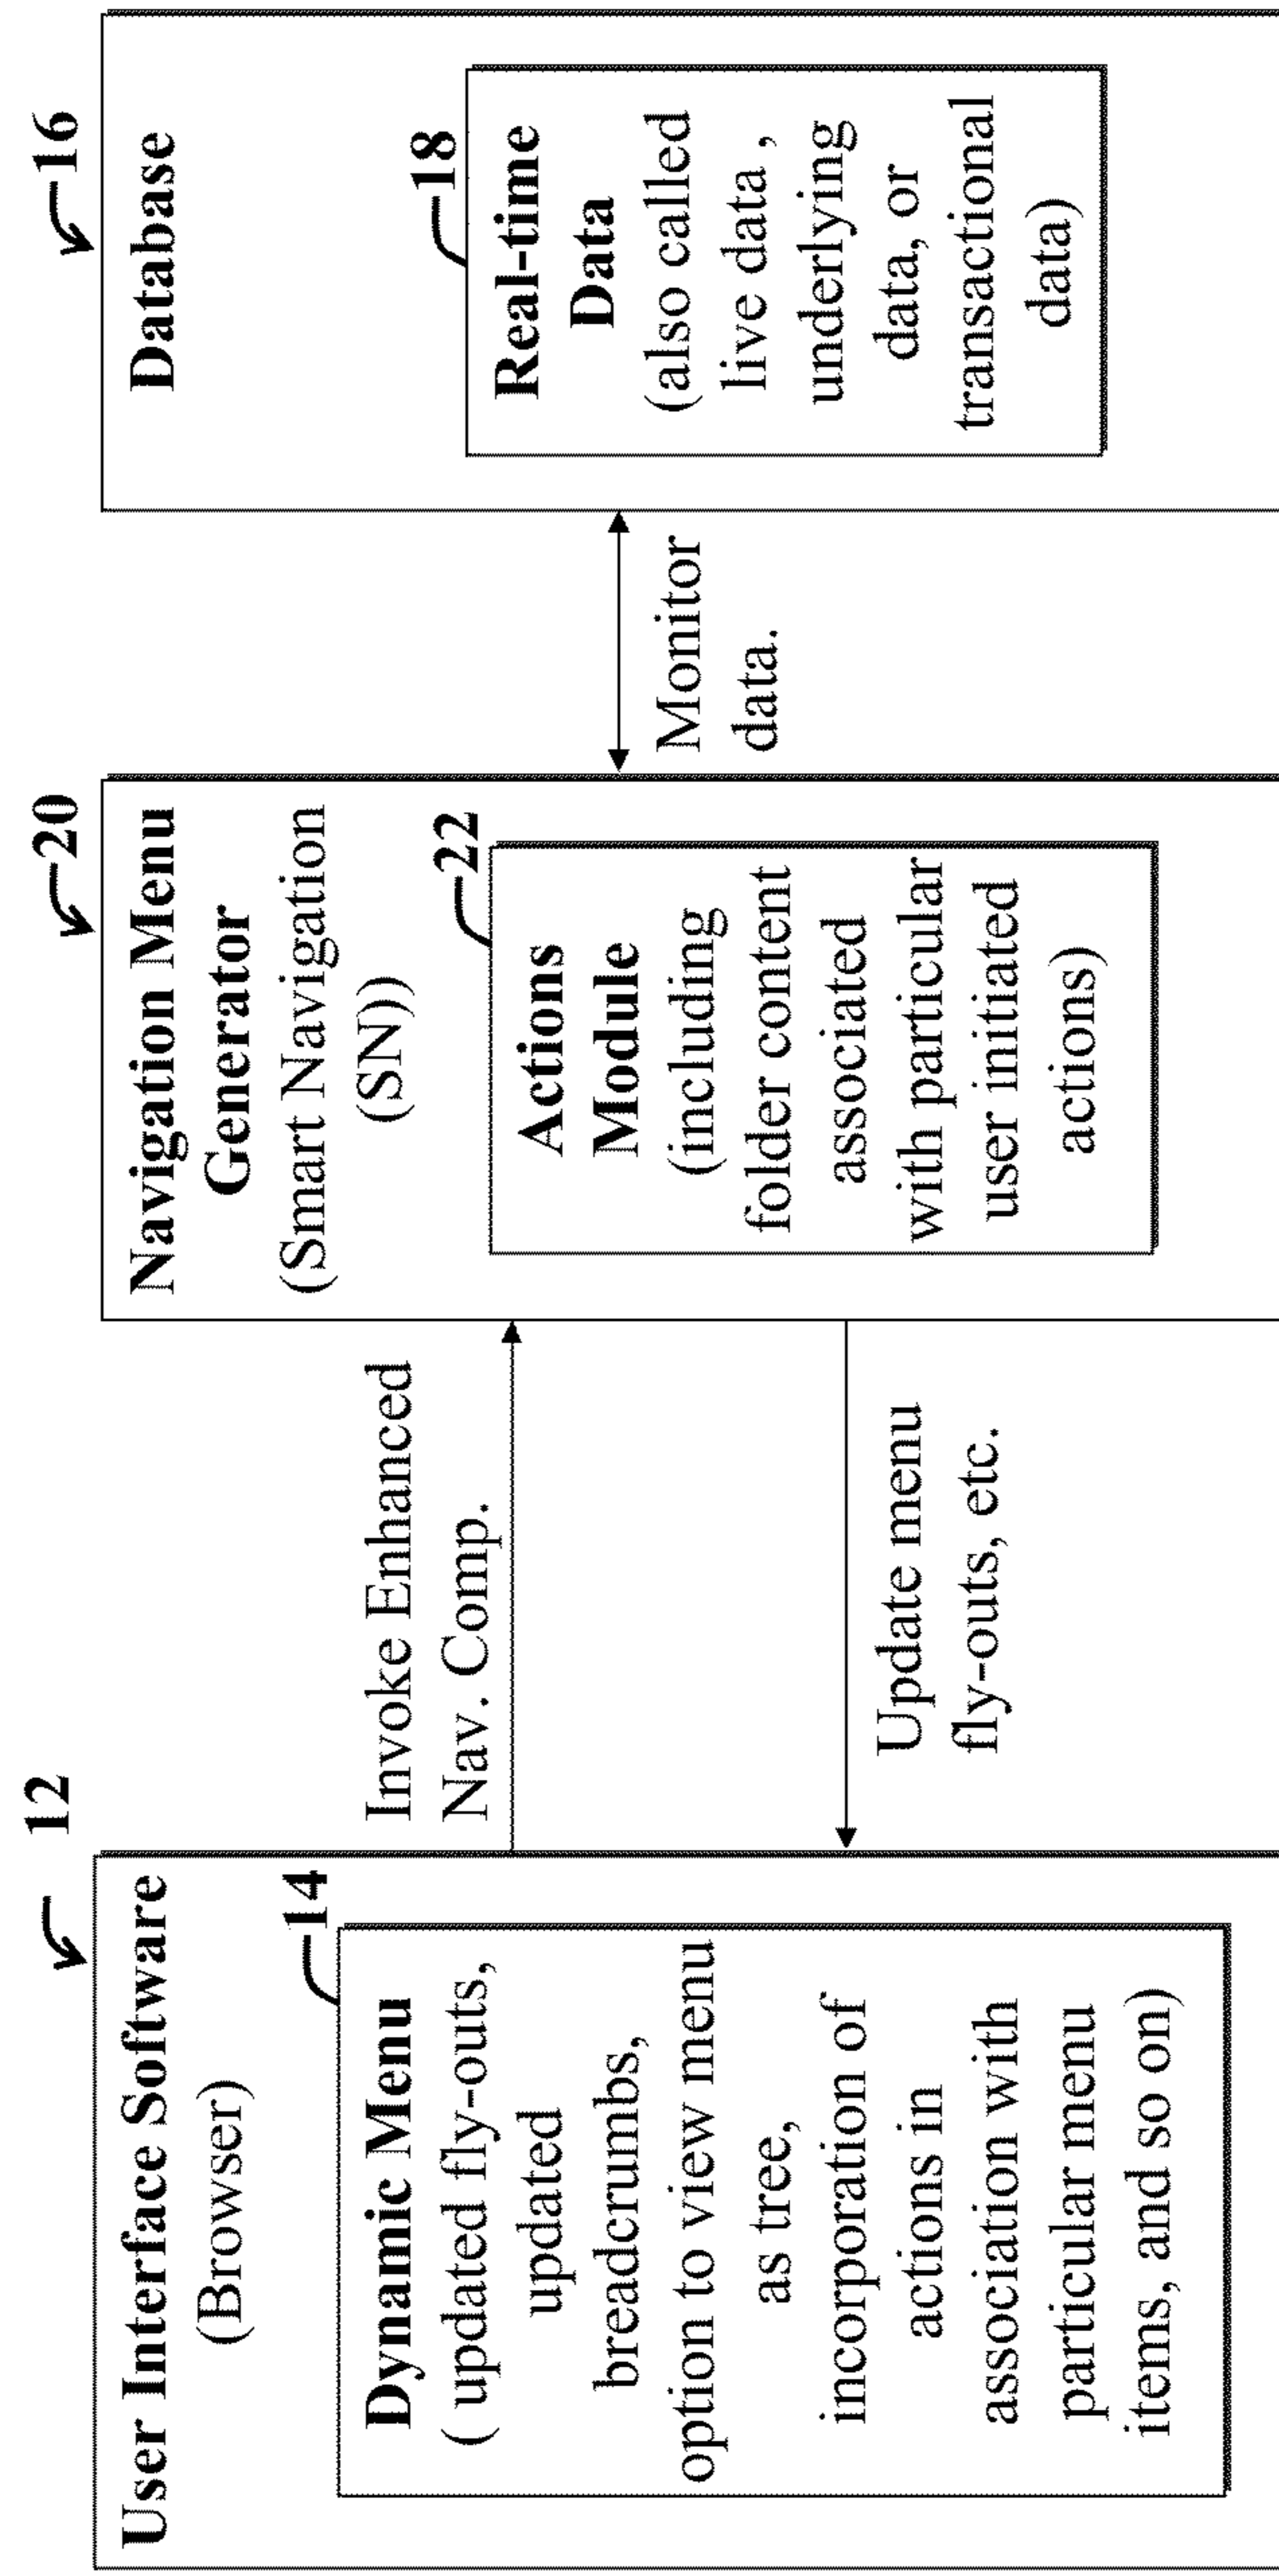 12
User Interface Software
(Browser)
14
Dynamic Menu
( updated fly-outs,
updated
breadcrumbs,
option to view menu
as tree,
incorporation of
actions in
association with
particular menu
items, and so on)
Invoke Enhanced
Nav. Comp.
Update menu
fly-outs, etc.
20
Navigation Menu
Generator
(Smart Navigation
(SN))
22
Actions
Module
(including
folder content
associated
with particular
user initiated
actions)
Monitor
data.
16
Database
18
Real-time
Data
(also called
live data ,
underlying
data, or
transactional
data)